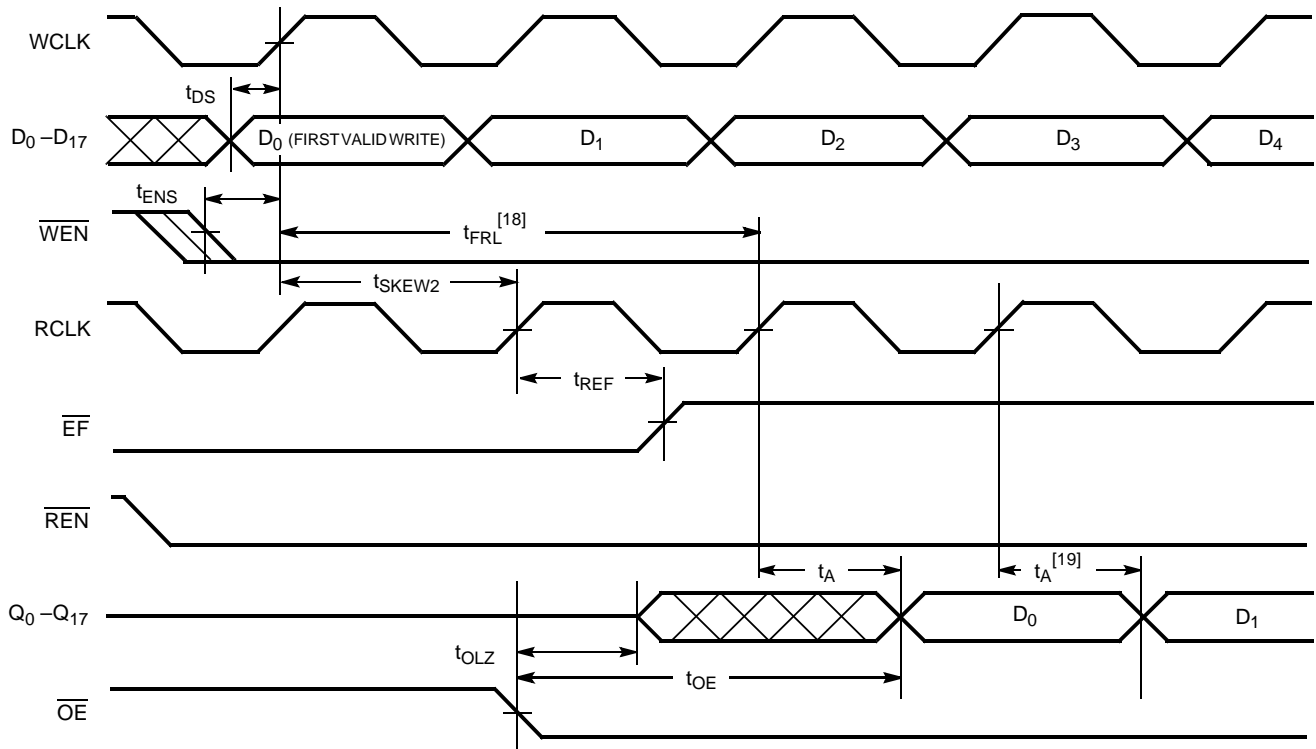 WCLK
tDS
D0 –D17
D0 (FIRST VALID WRITE)
D1
D2
D3
D4
tENS
WEN
tFRL[18]
tSKEW2
RCLK
tREF
EF
REN
tA
tA[19]
Q0 –Q17
D0
D1
tOLZ
tOE
OE